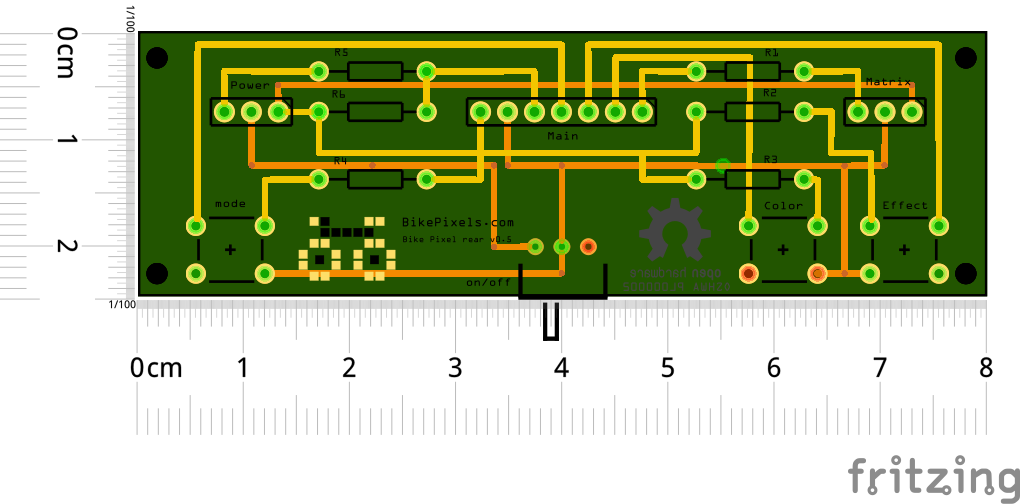 1/100
0cm
1
2
R5
R1
Power
Matrix
R6
R2
Main
R4
R3
mode
Color
Effect
BikePixels.com
Bike Pixel rear v0.5
open hardware
on/off
1/100
0cm 1 2 3 4 5 6 7 8
fritzing